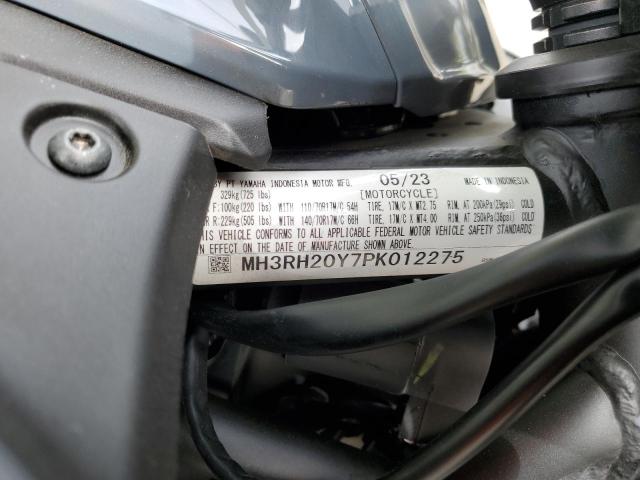 BY PT YAMAHA INDONESIA MOTOR MFG. 05/23 MADE IN INDONESIA
329kg(725 lbs) [MOTORCYCLE]
F:100kg(220 lbs) WITH 110/70R17M/C 54H TIRE, 17M/C X MT2.75 RIM, AT 200kPa(29psi) COLD
R R:229kg(505 lbs) WITH 140/70R17M/C 66H TIRE, 17M/C X MT4.00 RIM, AT 250kPa(36psi) COLD
VEHICLE CONFORMS TO ALL APPLICABLE FEDERAL MOTOR VEHICLE SAFETY STANDARDS
IN EFFECT ON THE DATE OF MANUFACTURE SHOWN ABOVE.
MH3RH20Y7PK012275